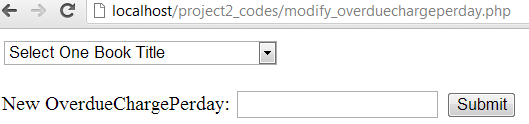 localhost/project2_codes/modify_overduechargeperday.php
Select One Book Title
New OverdueChargePerday: Submit